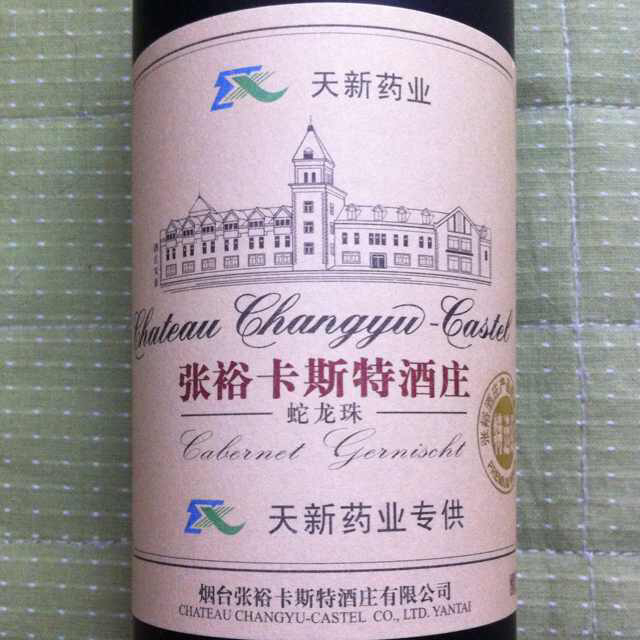 天新药业
Chateau Changyu-Castel
张裕卡斯特酒庄
蛇龙珠
Cabernet Gernischt
天新药业专供
烟台张裕卡斯特酒庄有限公司
CHATEAU CHANGYU-CASTEL CO., LTD. YANTAI